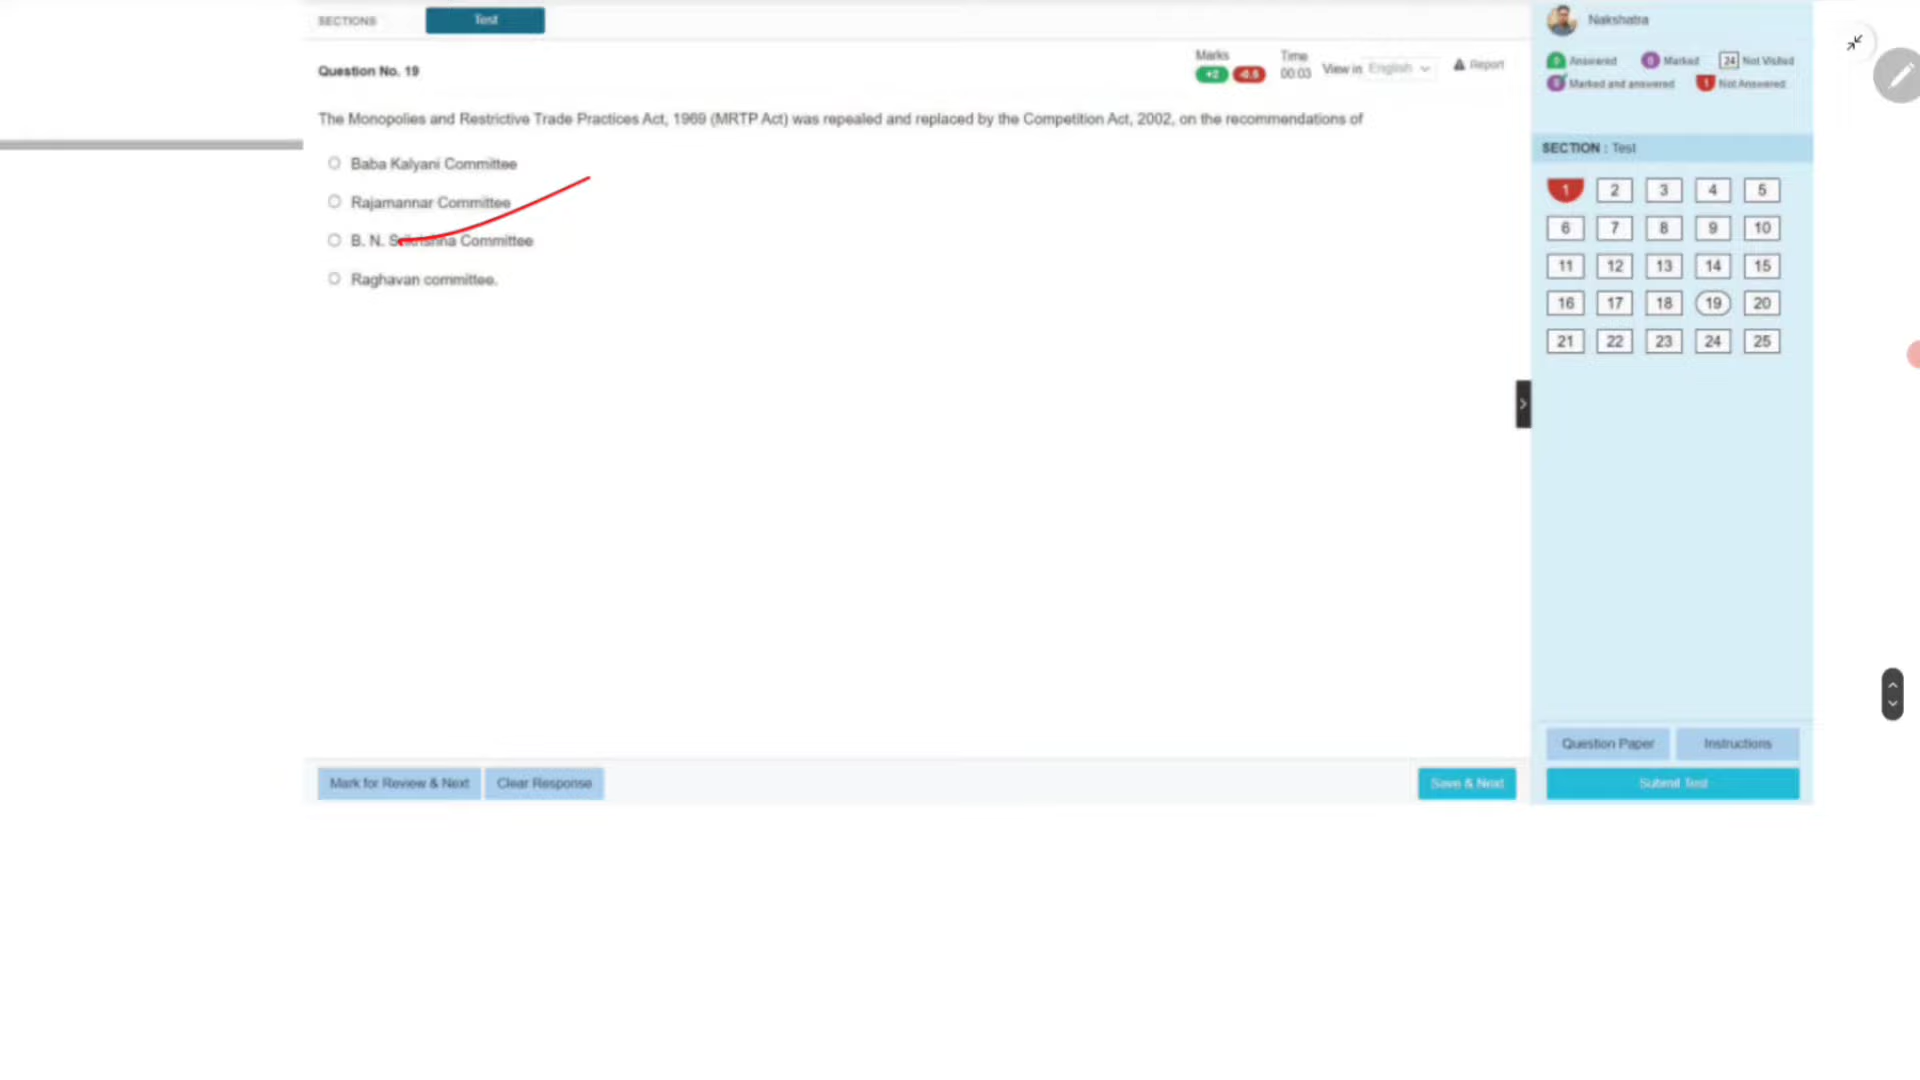 SECTIONS Test
Nakshatra
Question No. 19
Marks
+2 -0.5
Time
00:03
View in English
Report
0 Answered 0 Marked 24 Not Visited
0 Marked and answered 1 Not Answered
The Monopolies and Restrictive Trade Practices Act, 1969 (MRTP Act) was repealed and replaced by the Competition Act, 2002, on the recommendations of
Baba Kalyani Committee
Rajamannar Committee
B. N. Srikrishna Committee
Raghavan committee.
SECTION : Test
1 2 3 4 5
6 7 8 9 10
11 12 13 14 15
16 17 18 19 20
21 22 23 24 25
Question Paper Instructions
Mark for Review & Next Clear Response Save & Next Submit Test